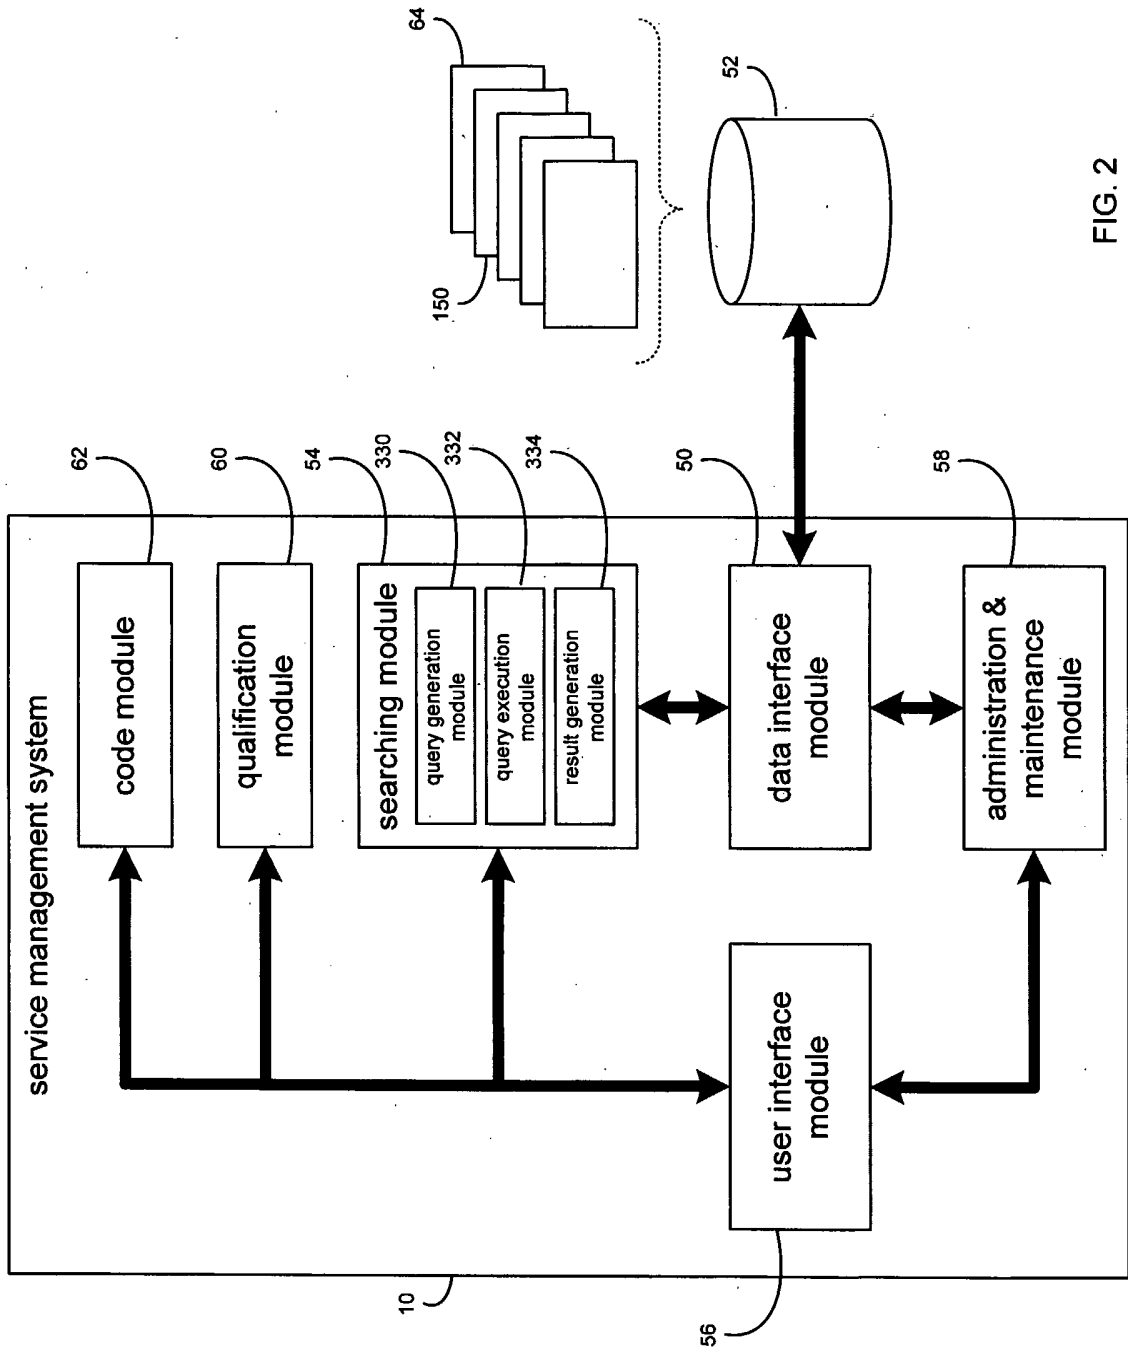 service management system
code module
62
qualification
module
60
searching module
54
query generation
module
330
query execution
module
332
result generation
module
334
64
150
user interface
module
56
data interface
module
50
52
administration &
maintenance
module
58
10
FIG. 2